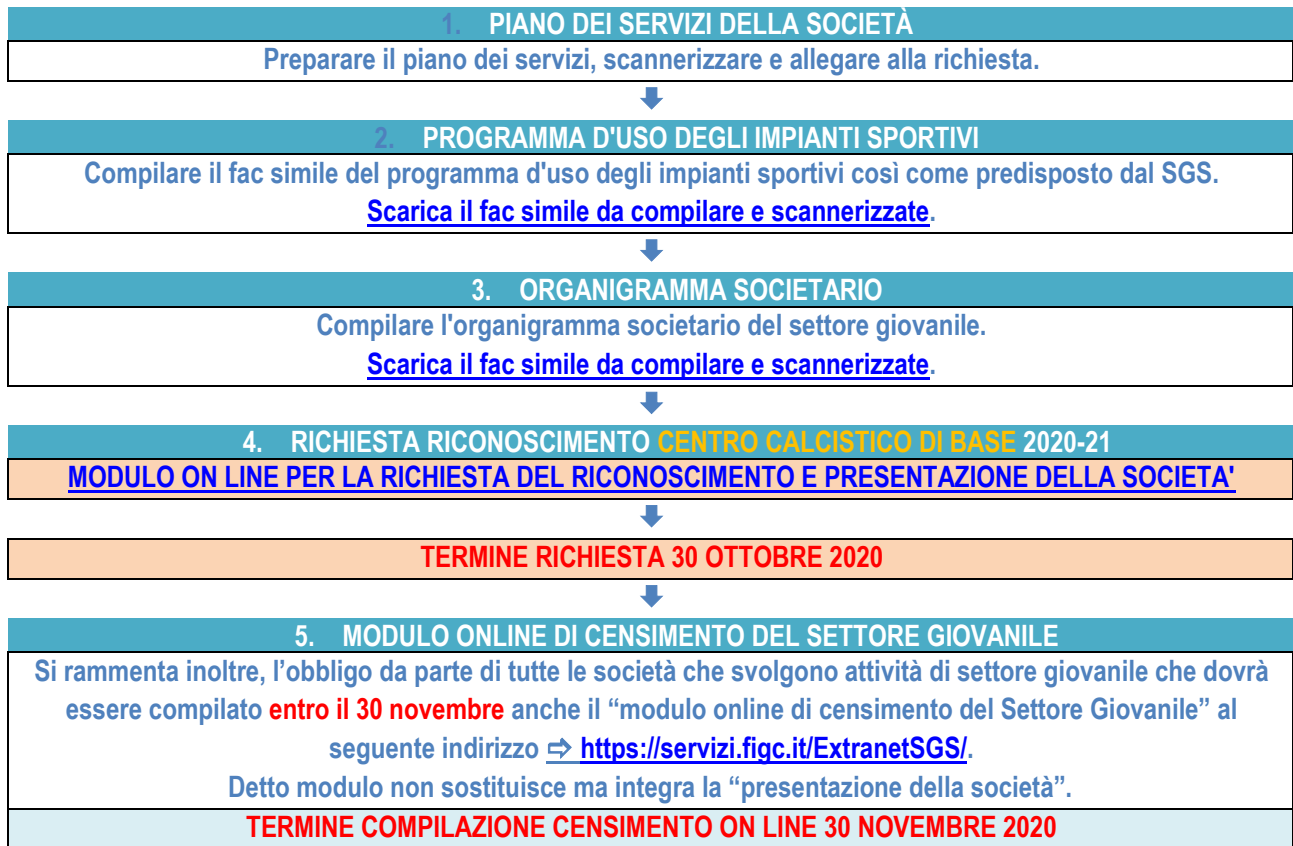 1. PIANO DEI SERVIZI DELLA SOCIETÀ
Preparare il piano dei servizi, scannerizzare e allegare alla richiesta.
2. PROGRAMMA D'USO DEGLI IMPIANTI SPORTIVI
Compilare il fac simile del programma d'uso degli impianti sportivi così come predisposto dal SGS.
Scarica il fac simile da compilare e scannerizzate.
3. ORGANIGRAMMA SOCIETARIO
Compilare l'organigramma societario del settore giovanile.
Scarica il fac simile da compilare e scannerizzate.
4. RICHIESTA RICONOSCIMENTO CENTRO CALCISTICO DI BASE 2020-21
MODULO ON LINE PER LA RICHIESTA DEL RICONOSCIMENTO E PRESENTAZIONE DELLA SOCIETA'
TERMINE RICHIESTA 30 OTTOBRE 2020
5. MODULO ONLINE DI CENSIMENTO DEL SETTORE GIOVANILE
Si rammenta inoltre, l’obbligo da parte di tutte le società che svolgono attività di settore giovanile che dovrà
essere compilato entro il 30 novembre anche il “modulo online di censimento del Settore Giovanile” al
seguente indirizzo ⇨ https://servizi.figc.it/ExtranetSGS/.
Detto modulo non sostituisce ma integra la “presentazione della società”.
TERMINE COMPILAZIONE CENSIMENTO ON LINE 30 NOVEMBRE 2020